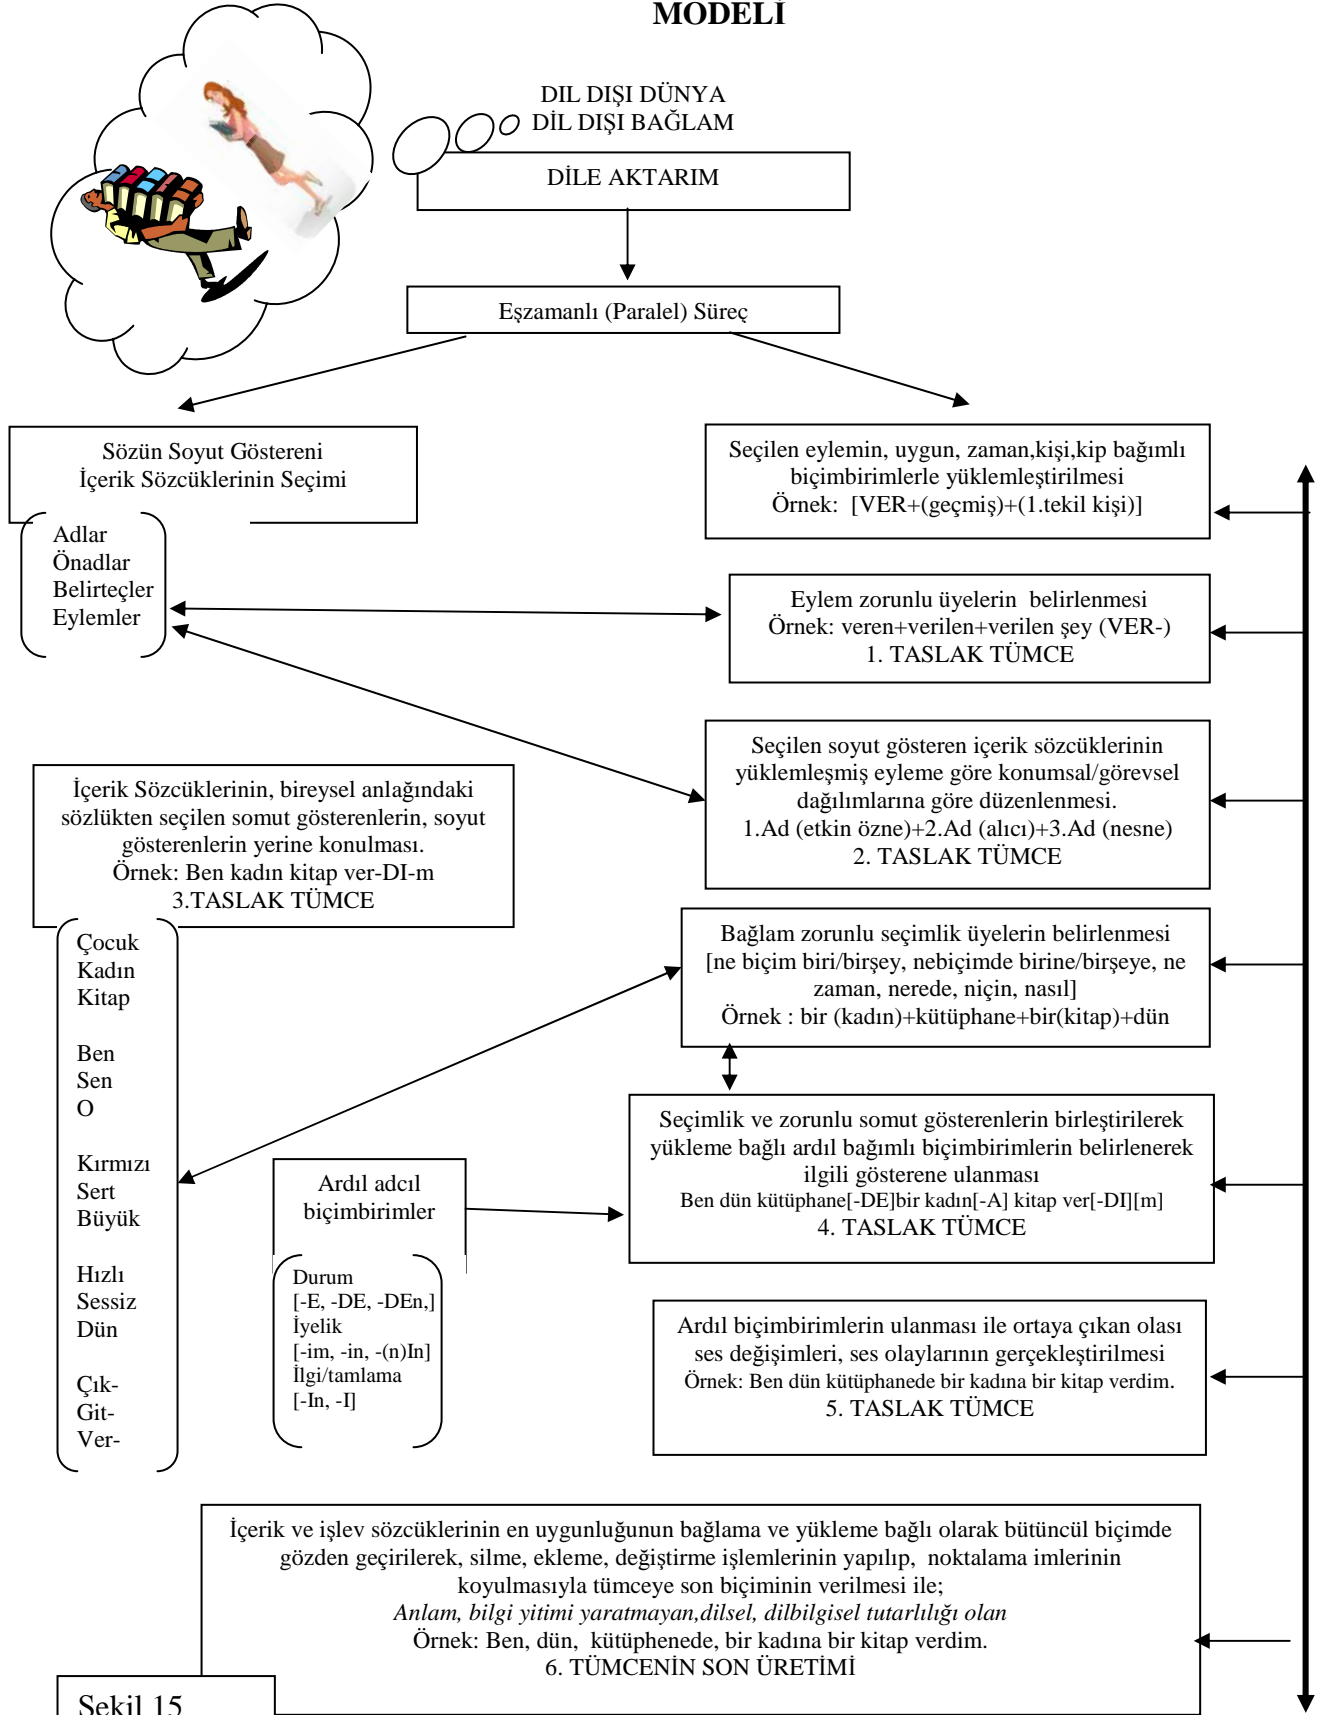 MODELİ
DIL DIŞI DÜNYA
DİL DIŞI BAĞLAM
DİLE AKTARIM
Eşzamanlı (Paralel) Süreç
Sözün Soyut Göstereni
İçerik Sözcüklerinin Seçimi
Adlar
Önadlar
Belirteçler
Eylemler
Seçilen eylemin, uygun, zaman,kişi,kip bağımlı
biçimbirimlerle yüklemleştirilmesi
Örnek: [VER+(geçmiş)+(1.tekil kişi)]
Eylem zorunlu üyelerin belirlenmesi
Örnek: veren+verilen+verilen şey (VER-)
1. TASLAK TÜMCE
Seçilen soyut gösteren içerik sözcüklerinin
yüklemleşmiş eyleme göre konumsal/görevsel
dağılımlarına göre düzenlenmesi.
1.Ad (etkin özne)+2.Ad (alıcı)+3.Ad (nesne)
2. TASLAK TÜMCE
İçerik Sözcüklerinin, bireysel anlağındaki
sözlükten seçilen somut gösterenlerin, soyut
gösterenlerin yerine konulması.
Örnek: Ben kadın kitap ver-DI-m
3.TASLAK TÜMCE
Çocuk
Kadın
Kitap
Ben
Sen
O
Kırmızı
Sert
Büyük
Hızlı
Sessiz
Dün
Çık-
Git-
Ver-
Bağlam zorunlu seçimlik üyelerin belirlenmesi
[ne biçim biri/birşey, nebiçimde birine/birşeye, ne
zaman, nerede, niçin, nasıl]
Örnek : bir (kadın)+kütüphane+bir(kitap)+dün
Seçimlik ve zorunlu somut gösterenlerin birleştirilerek
yükleme bağlı ardıl bağımlı biçimbirimlerin belirlenerek
ilgili gösterene ulanması
Ben dün kütüphane[-DE]bir kadın[-A] kitap ver[-DI][m]
4. TASLAK TÜMCE
Ardıl adcıl
biçimbirimler
Durum
[-E, -DE, -DEn,]
İyelik
[-im, -in, -(n)In]
İlgi/tamlama
[-In, -I]
Ardıl biçimbirimlerin ulanması ile ortaya çıkan olası
ses değişimleri, ses olaylarının gerçekleştirilmesi
Örnek: Ben dün kütüphanede bir kadına bir kitap verdim.
5. TASLAK TÜMCE
İçerik ve işlev sözcüklerinin en uygunluğunun bağlama ve yükleme bağlı olarak bütüncül biçimde
gözden geçirilerek, silme, ekleme, değiştirme işlemlerinin yapılıp, noktalama imlerinin
koyulmasıyla tümceye son biçiminin verilmesi ile;
Anlam, bilgi yitimi yaratmayan,dilsel, dilbilgisel tutarlılığı olan
Örnek: Ben, dün, kütüphenede, bir kadına bir kitap verdim.
6. TÜMCENİN SON ÜRETİMİ
Şekil 15